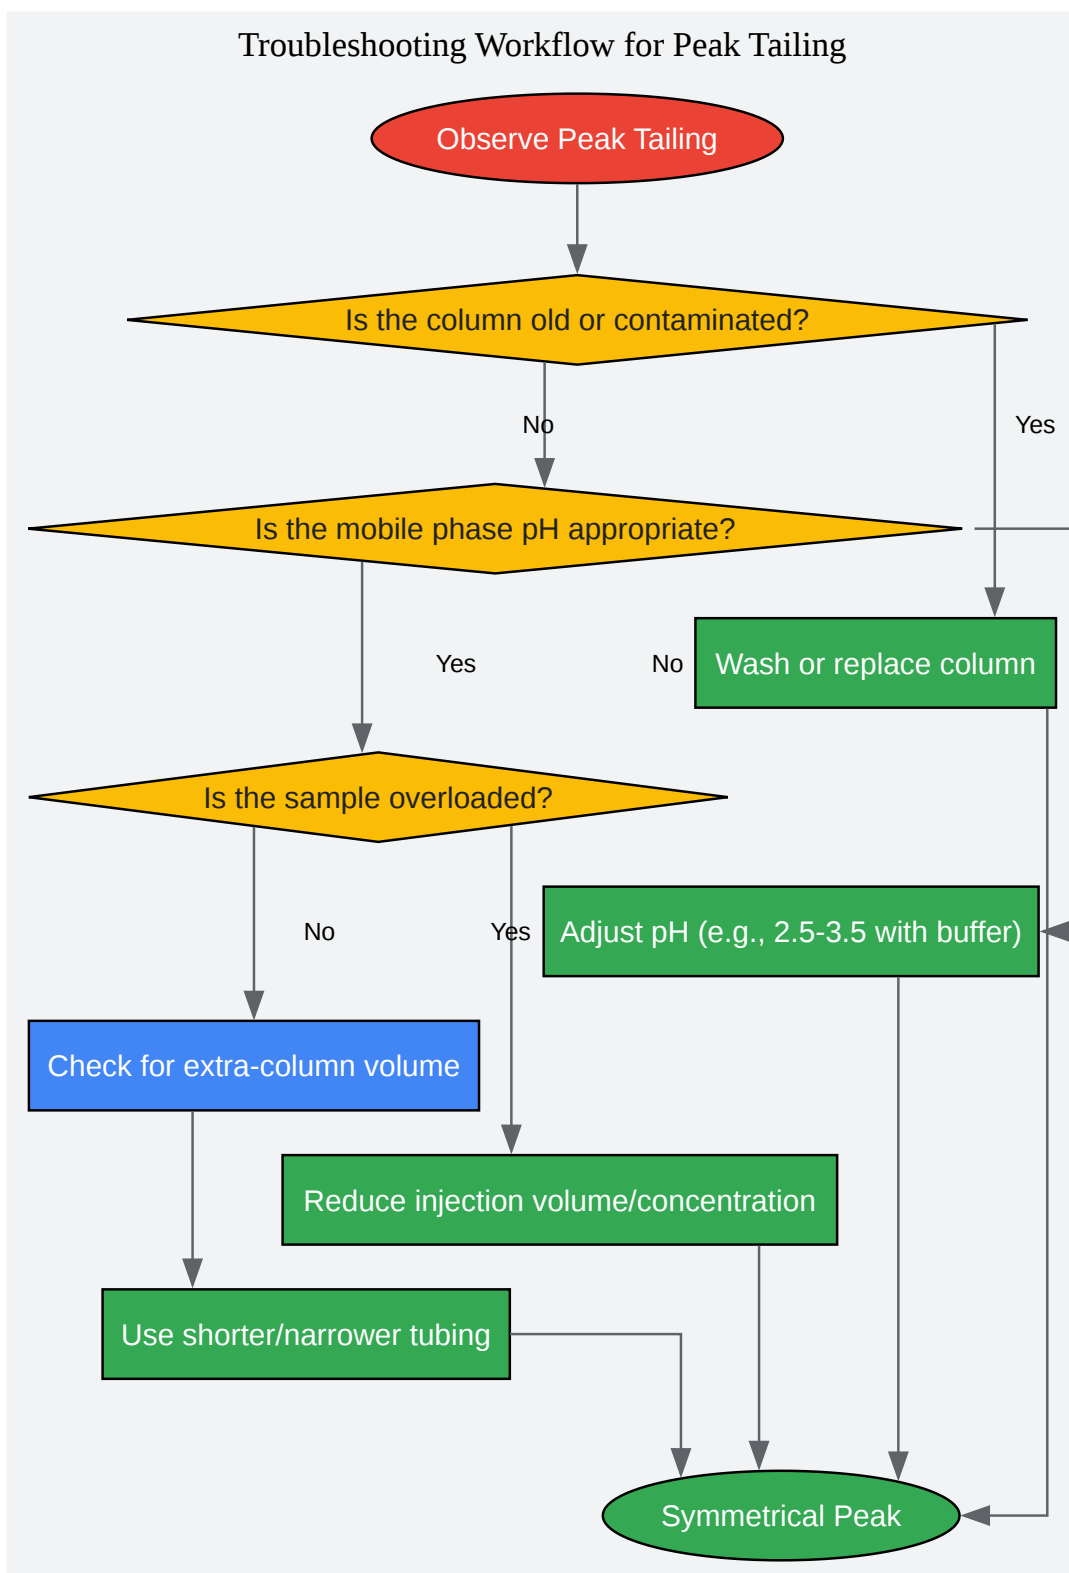 Troubleshooting Workflow for Peak Tailing
Observe Peak Tailing
Is the column old or contaminated?
No
Yes
Is the mobile phase pH appropriate?
Yes
No
Wash or replace column
Is the sample overloaded?
No
Yes
Adjust pH (e.g., 2.5-3.5 with buffer)
Check for extra-column volume
Reduce injection volume/concentration
Use shorter/narrower tubing
Symmetrical Peak